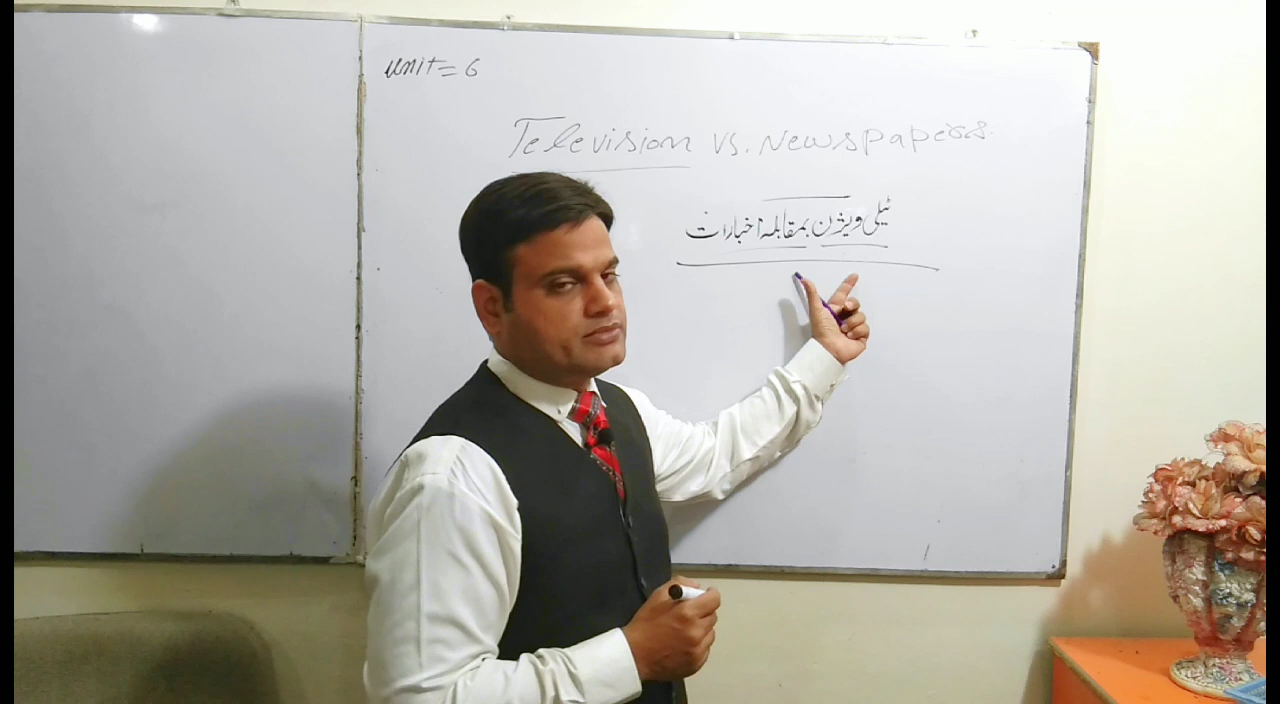 unit = 6
Television vs. Newspapers.
ٹیلی ویژن بمقابلہ اخبارات